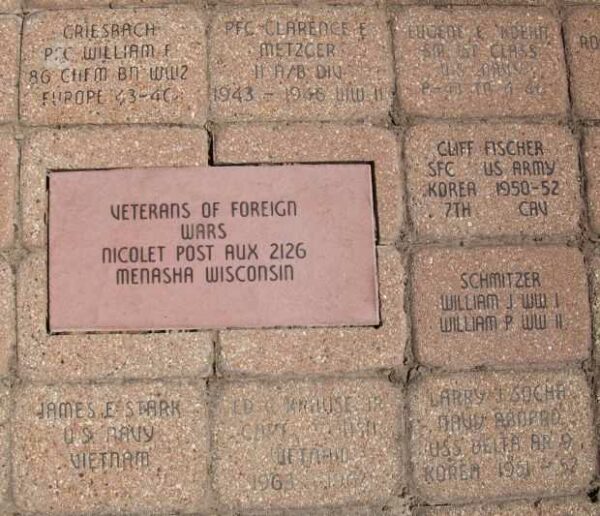 GRIESBACH
PFC WILLIAM F
86 CHEM BN WW2
EUROPE 43-46
PFC CLARENCE E
METZGER
11 A/B DIV
1943 - 1946 WW II
EUGENE E
SM 1ST CLASS
U.S. NAVY
CLIFF FISCHER
SFC US ARMY
KOREA 1950-52
7TH CAV
VETERANS OF FOREIGN
WARS
NICOLET POST AUX 2126
MENASHA WISCONSIN
SCHMITZER
WILLIAM J WW I
WILLIAM P WW II
JAMES E STARK
U.S. NAVY
VIETNAM
ED C KRAUSE JR
VIETNAM
LARRY J SOCHA
NAVY
USS DELTA AR 9
KOREA 1951 - 52